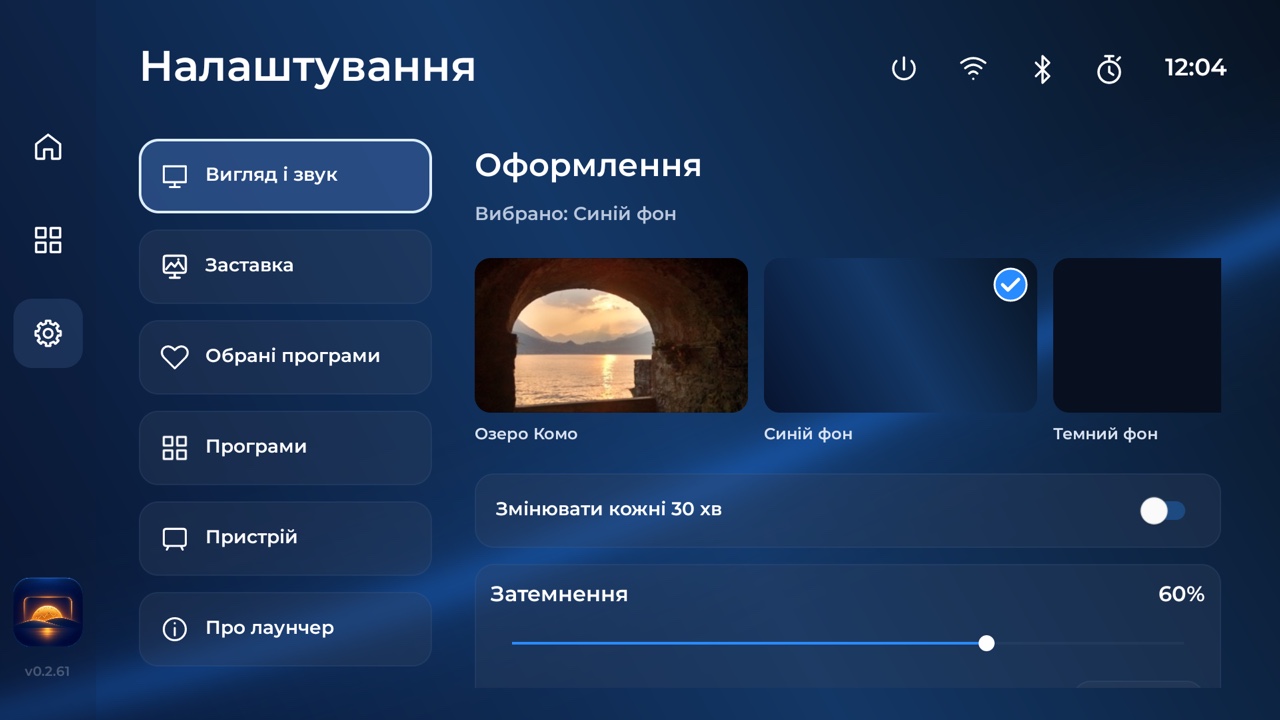 Налаштування
12:04
Вигляд і звук
Заставка
Обрані програми
Програми
Пристрій
Про лаунчер
v0.2.61
Оформлення
Вибрано: Синій фон
Озеро Комо
Синій фон
Темний фон
Змінювати кожні 30 хв
Затемнення
60%